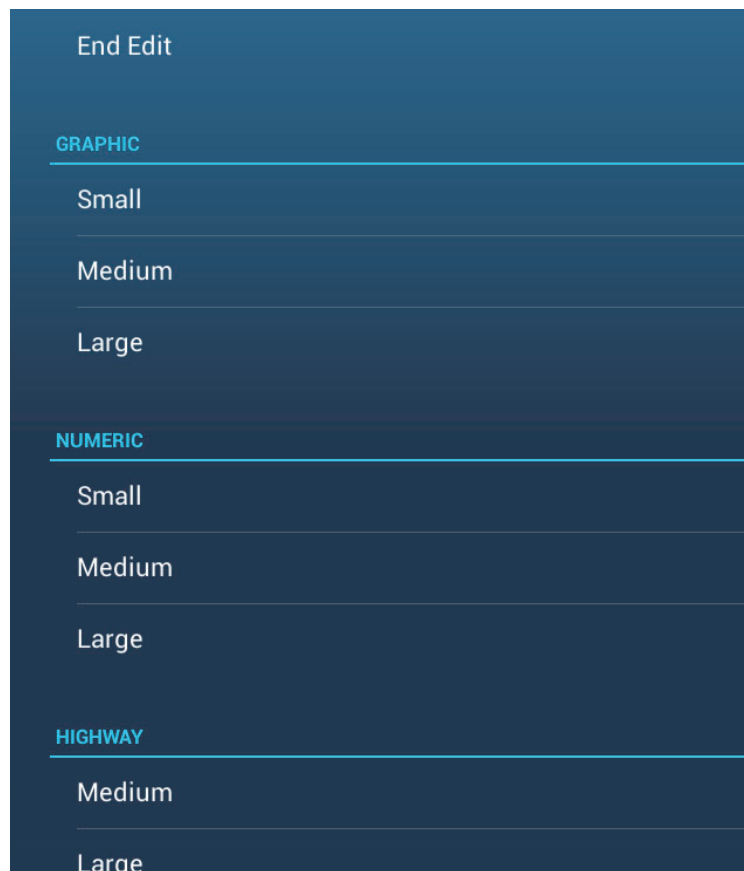 End Edit
GRAPHIC
Small
Medium
Large
NUMERIC
Small
Medium
Large
HIGHWAY
Medium
Large